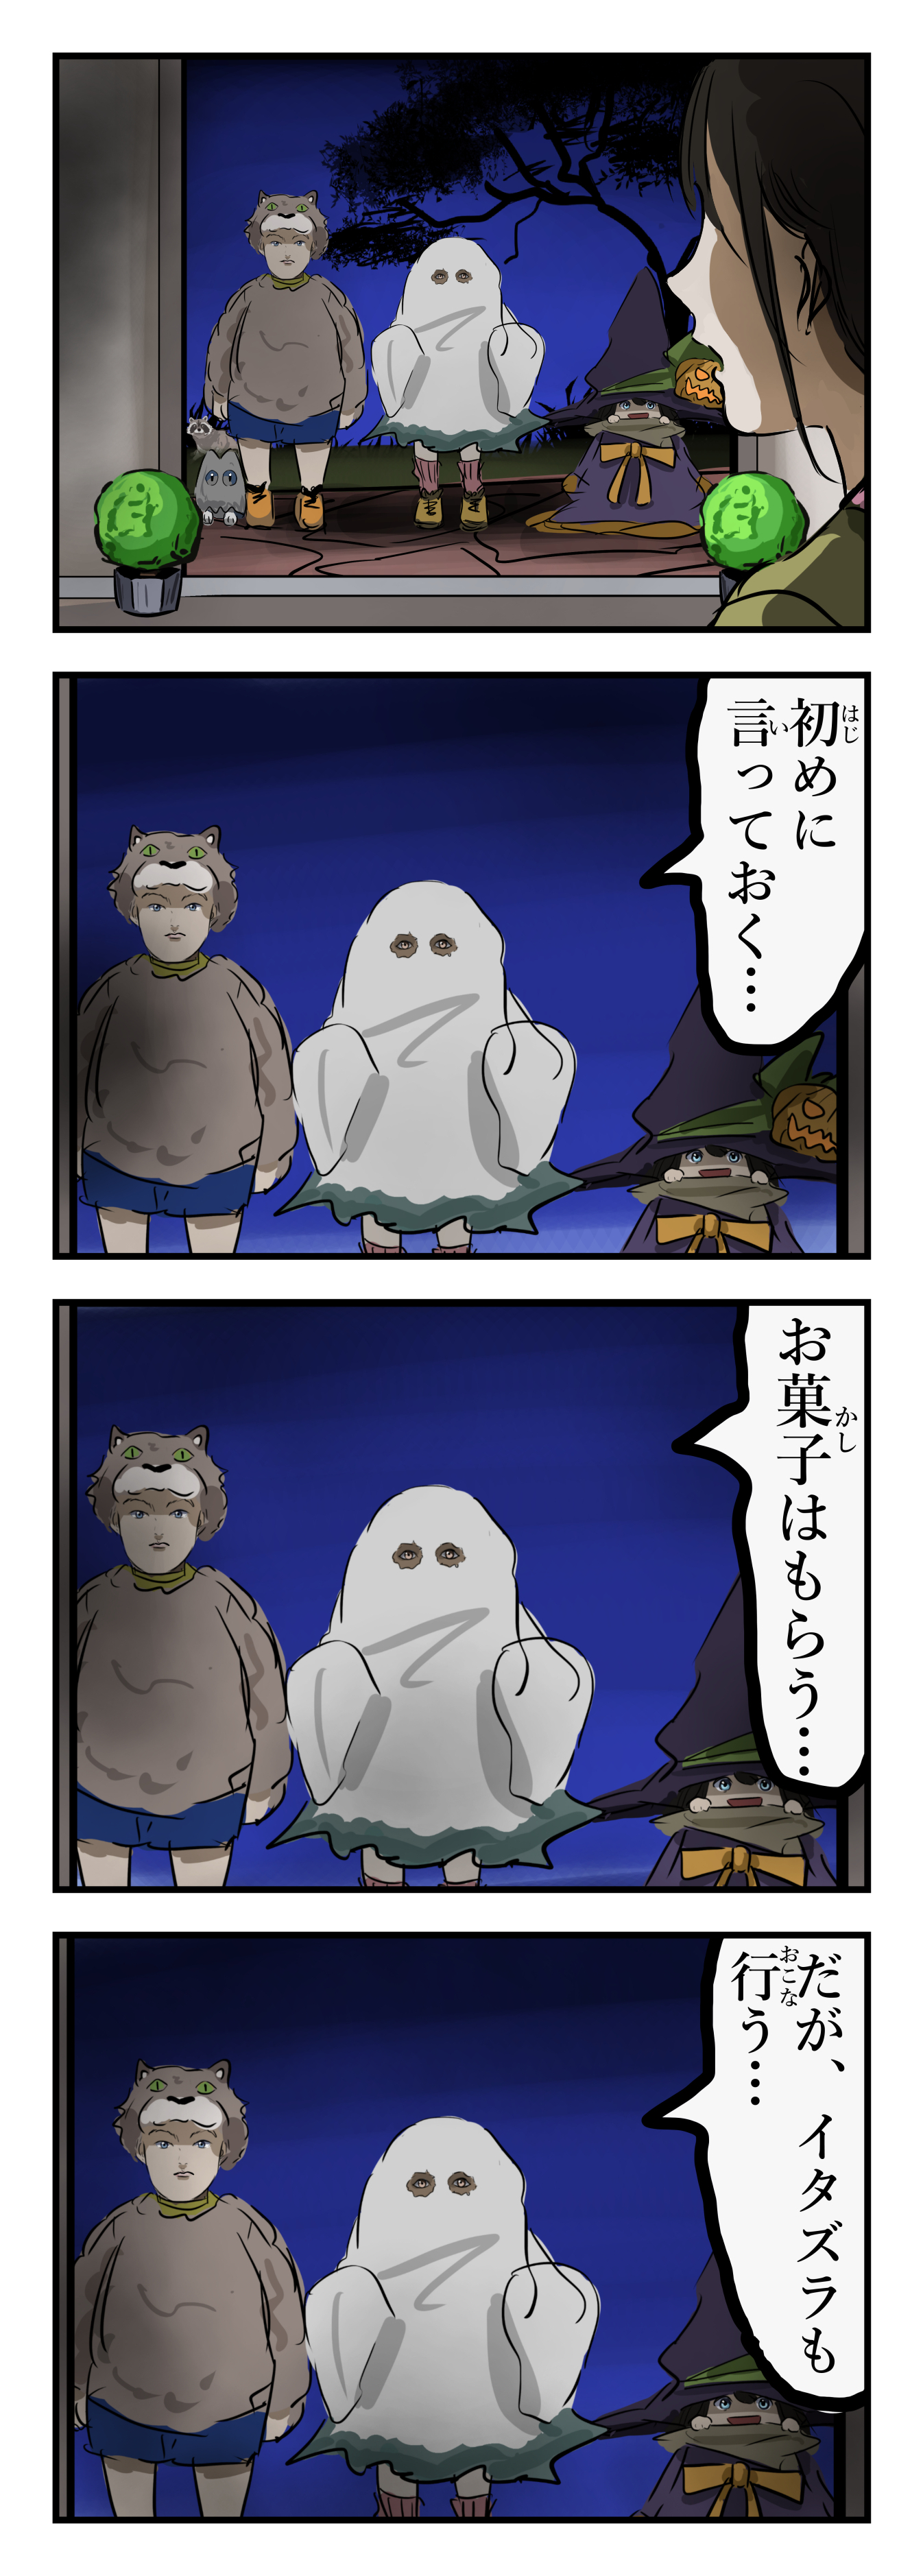 初めに
言っておく…
お菓子はもらう…
だが、イタズラも
行う…